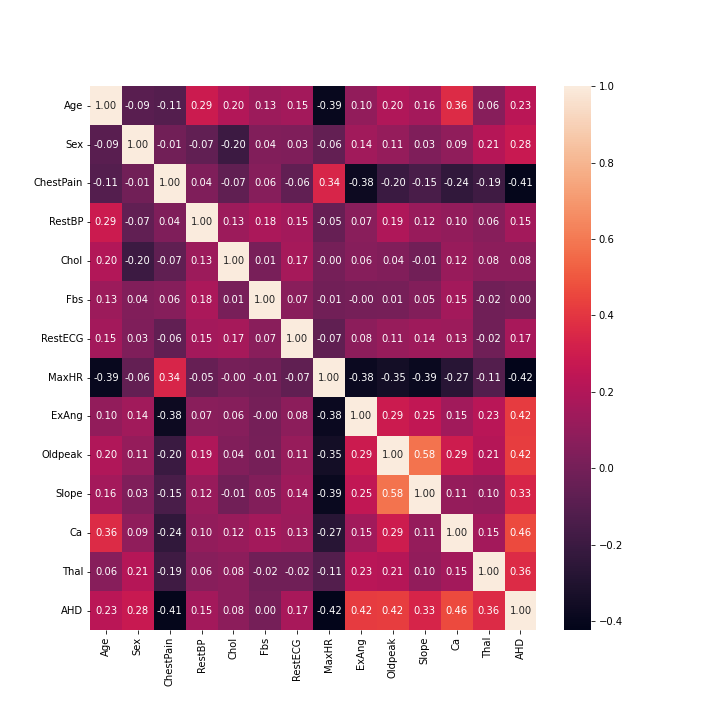 Age 1.00 -0.09 -0.11 0.29 0.20 0.13 0.15 -0.39 0.10 0.20 0.16 0.36 0.06 0.23
Sex -0.09 1.00 -0.01 -0.07 -0.20 0.04 0.03 -0.06 0.14 0.11 0.03 0.09 0.21 0.28
ChestPain -0.11 -0.01 1.00 0.04 -0.07 0.06 -0.06 0.34 -0.38 -0.20 -0.15 -0.24 -0.19 -0.41
RestBP 0.29 -0.07 0.04 1.00 0.13 0.18 0.15 -0.05 0.07 0.19 0.12 0.10 0.06 0.15
Chol 0.20 -0.20 -0.07 0.13 1.00 0.01 0.17 -0.00 0.06 0.04 -0.01 0.12 0.08 0.08
Fbs 0.13 0.04 0.06 0.18 0.01 1.00 0.07 -0.01 -0.00 0.01 0.05 0.15 -0.02 0.00
RestECG 0.15 0.03 -0.06 0.15 0.17 0.07 1.00 -0.07 0.08 0.11 0.14 0.13 -0.02 0.17
MaxHR -0.39 -0.06 0.34 -0.05 -0.00 -0.01 -0.07 1.00 -0.38 -0.35 -0.39 -0.27 -0.11 -0.42
ExAng 0.10 0.14 -0.38 0.07 0.06 -0.00 0.08 -0.38 1.00 0.29 0.25 0.15 0.23 0.42
Oldpeak 0.20 0.11 -0.20 0.19 0.04 0.01 0.11 -0.35 0.29 1.00 0.58 0.29 0.21 0.42
Slope 0.16 0.03 -0.15 0.12 -0.01 0.05 0.14 -0.39 0.25 0.58 1.00 0.11 0.10 0.33
Ca 0.36 0.09 -0.24 0.10 0.12 0.15 0.13 -0.27 0.15 0.29 0.11 1.00 0.15 0.46
Thal 0.06 0.21 -0.19 0.06 0.08 -0.02 -0.02 -0.11 0.23 0.21 0.10 0.15 1.00 0.36
AHD 0.23 0.28 -0.41 0.15 0.08 0.00 0.17 -0.42 0.42 0.42 0.33 0.46 0.36 1.00
Age Sex ChestPain RestBP Chol Fbs RestECG MaxHR ExAng Oldpeak Slope Ca Thal AHD
1.0
0.8
0.6
0.4
0.2
0.0
−0.2
−0.4